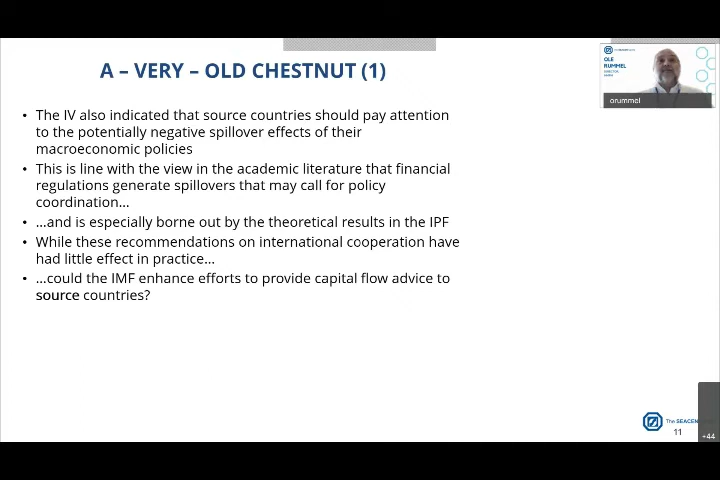 A – VERY – OLD CHESTNUT (1)
• The IV also indicated that source countries should pay attention
to the potentially negative spillover effects of their
macroeconomic policies
• This is line with the view in the academic literature that financial
regulations generate spillovers that may call for policy
coordination…
• …and is especially borne out by the theoretical results in the IPF
• While these recommendations on international cooperation have
had little effect in practice…
• …could the IMF enhance efforts to provide capital flow advice to
source countries?
OLE
RUMMEL
DIRECTOR,
orummel
The SEACEN
11
+44